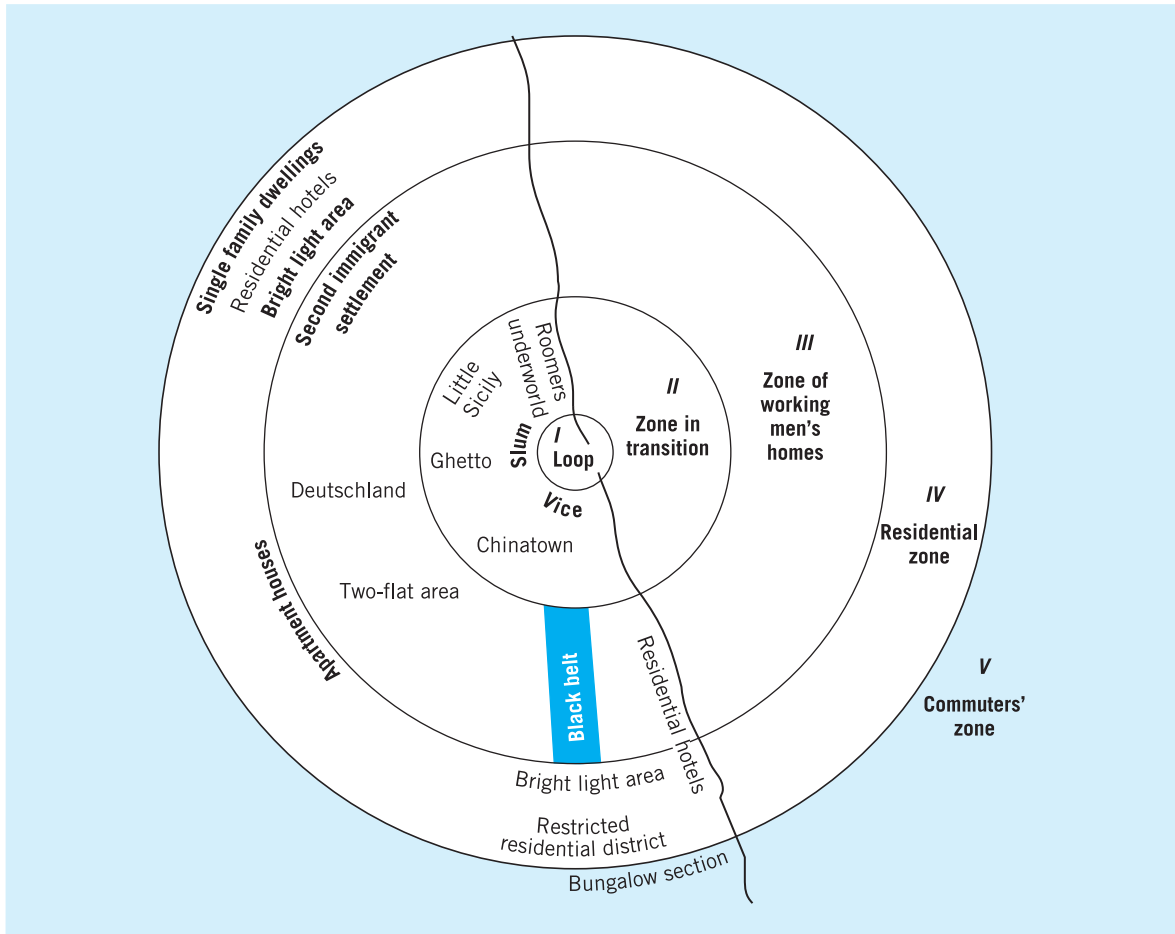 Single family dwellings
Residential hotels
Bright light area
Second immigrant
settlement
Roomers
underworld
Little
Sicily
Slum
Ghetto
I
Loop
Vice
Chinatown
II
Zone in
transition
III
Zone of
working
men's
homes
Deutschland
Two-flat area
Apartment houses
Black belt
Residential hotels
IV
Residential
zone
V
Commuters'
zone
Bright light area
Restricted
residential district
Bungalow section